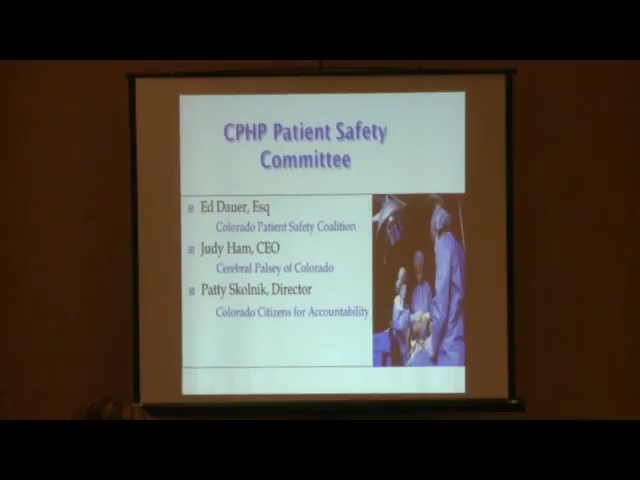 CPHP Patient Safety
Committee
Ed Dauer, Esq
Colorado Patient Safety Coalition
Judy Ham, CEO
Cerebral Palsey of Colorado
Patty Skolnik, Director
Colorado Citizens for Accountability